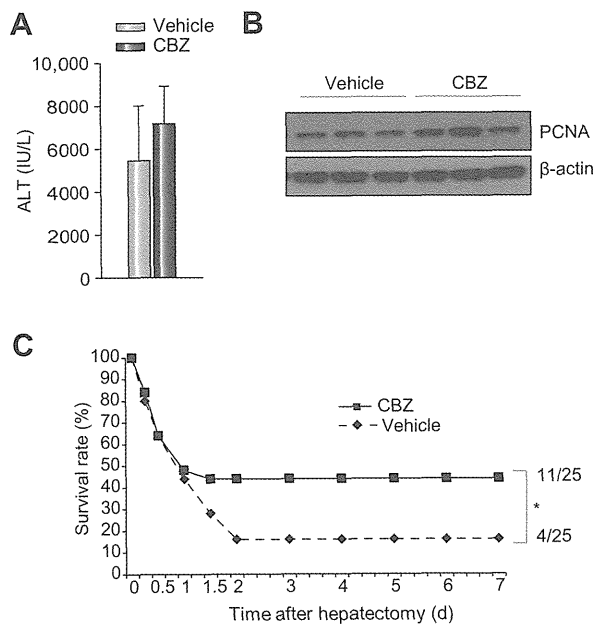 A
Vehicle
CBZ
10,000
8000
6000
4000
2000
0
ALT (IU/L)
B
Vehicle CBZ
PCNA
β-actin
C
100
90
80
70
60
50
40
30
20
10
0
Survival rate (%)
CBZ
Vehicle
11/25
*
4/25
0 0.5 1 1.5 2 3 4 5 6 7
Time after hepatectomy (d)